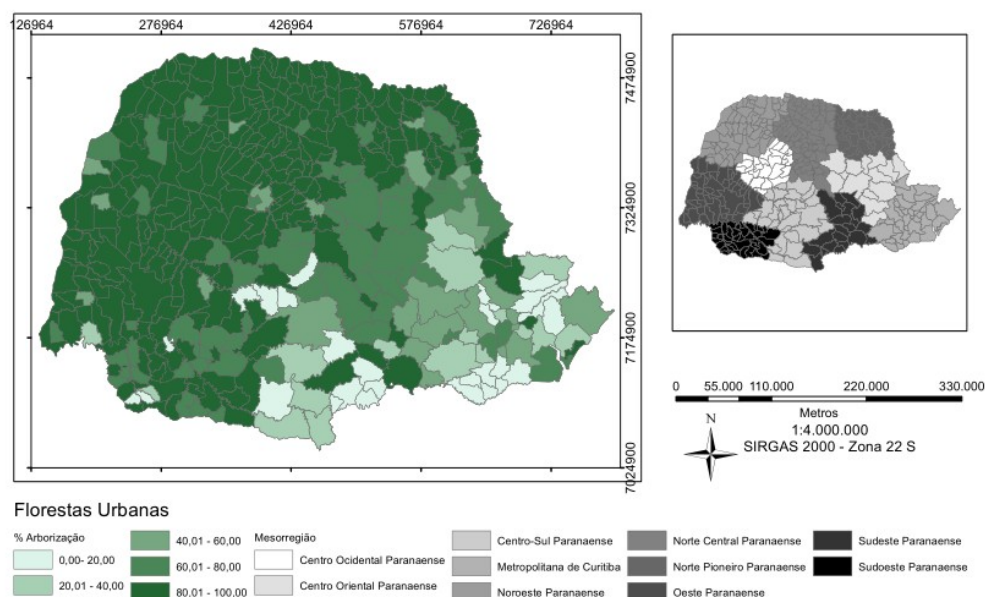 126964 276964 426964 576964 726964
7474900
7324900
7174900
7024900
0 55.000 110.000 220.000 330.000
Metros
1:4.000.000
SIRGAS 2000 - Zona 22 S
N
Florestas Urbanas
% Arborização
0,00- 20,00
20,01 - 40,00
40,01 - 60,00
60,01 - 80,00
80,01 - 100,00
Mesorregião
Centro Ocidental Paranaense
Centro Oriental Paranaense
Centro-Sul Paranaense
Metropolitana de Curitiba
Noroeste Paranaense
Norte Central Paranaense
Norte Pioneiro Paranaense
Oeste Paranaense
Sudeste Paranaense
Sudoeste Paranaense